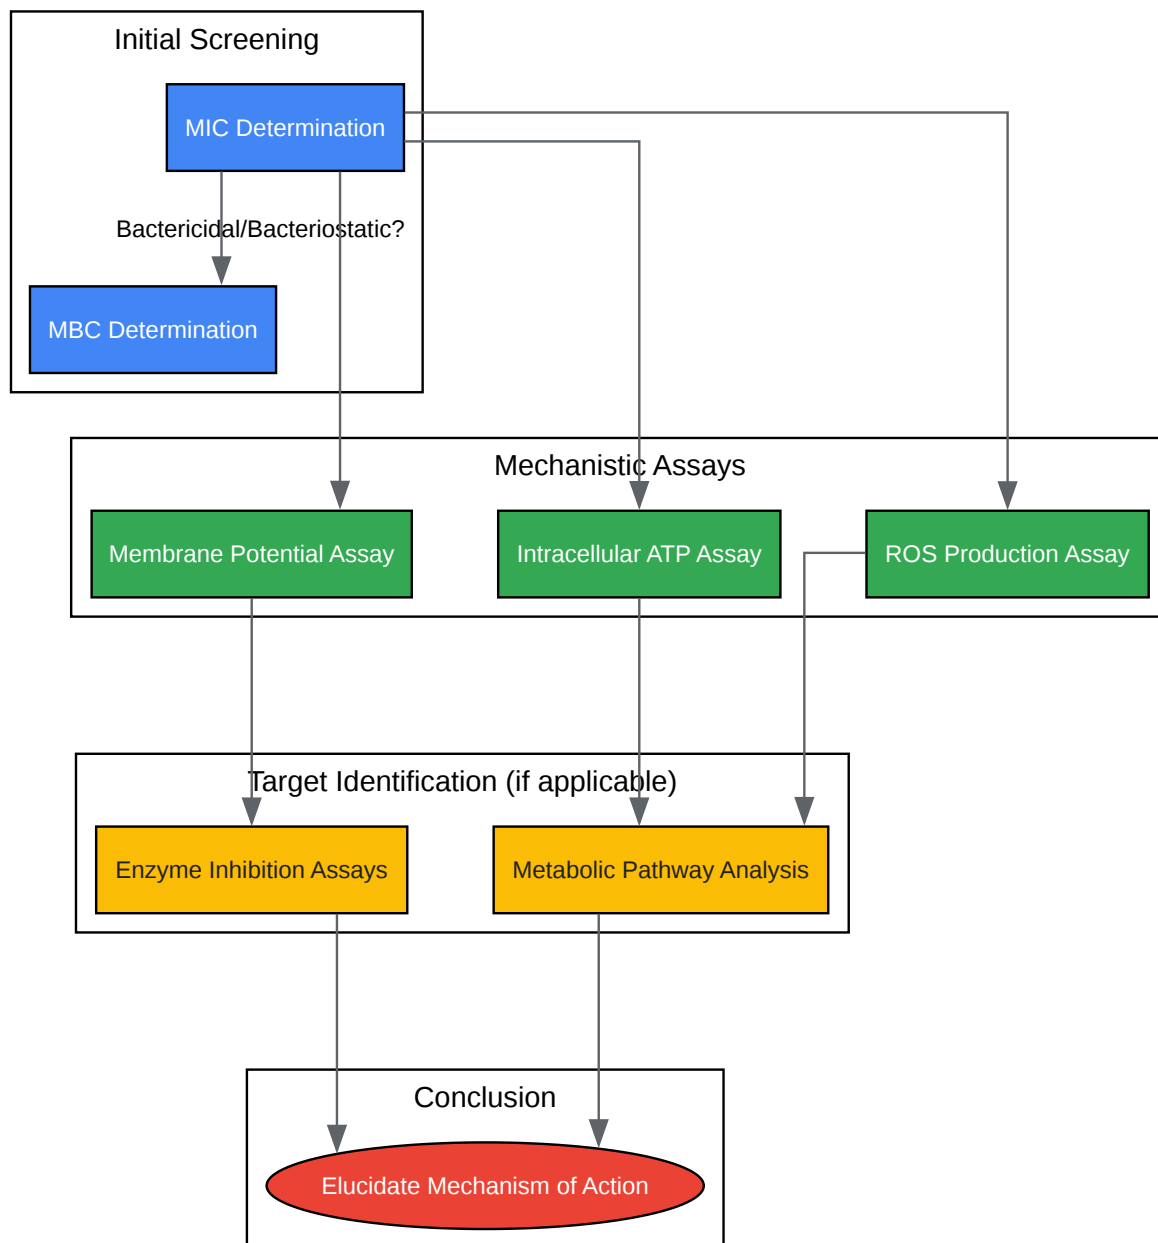 Initial Screening
MIC Determination
Bactericidal/Bacteriostatic?
MBC Determination
Mechanistic Assays
Membrane Potential Assay
Intracellular ATP Assay
ROS Production Assay
Target Identification (if applicable)
Enzyme Inhibition Assays
Metabolic Pathway Analysis
Conclusion
Elucidate Mechanism of Action